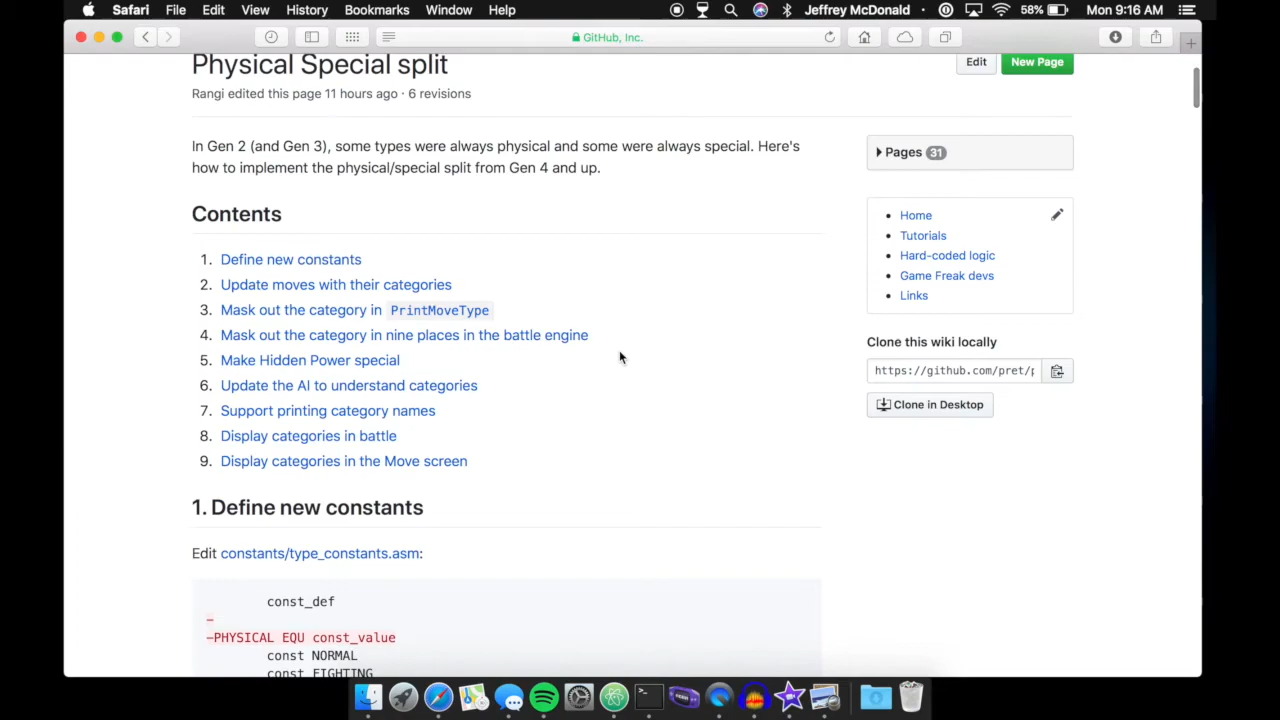 Safari File Edit View History Bookmarks Window Help
Jeffrey McDonald
58%
Mon 9:16 AM
GitHub, Inc.
Physical Special split
Edit
New Page
Rangi edited this page 11 hours ago · 6 revisions
In Gen 2 (and Gen 3), some types were always physical and some were always special. Here's
how to implement the physical/special split from Gen 4 and up.
Contents
1. Define new constants
2. Update moves with their categories
3. Mask out the category in PrintMoveType
4. Mask out the category in nine places in the battle engine
5. Make Hidden Power special
6. Update the AI to understand categories
7. Support printing category names
8. Display categories in battle
9. Display categories in the Move screen
1. Define new constants
Edit constants/type_constants.asm:
const_def
-
-PHYSICAL EQU const_value
const NORMAL
const FIGHTING
Pages 31
• Home
• Tutorials
• Hard-coded logic
• Game Freak devs
• Links
Clone this wiki locally
https://github.com/pret/p
Clone in Desktop